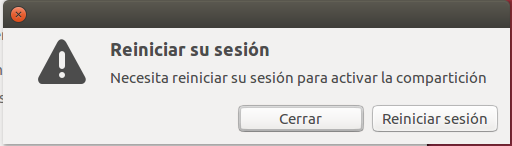 Reiniciar su sesión
Necesita reiniciar su sesión para activar la compartición
Cerrar
Reiniciar sesión